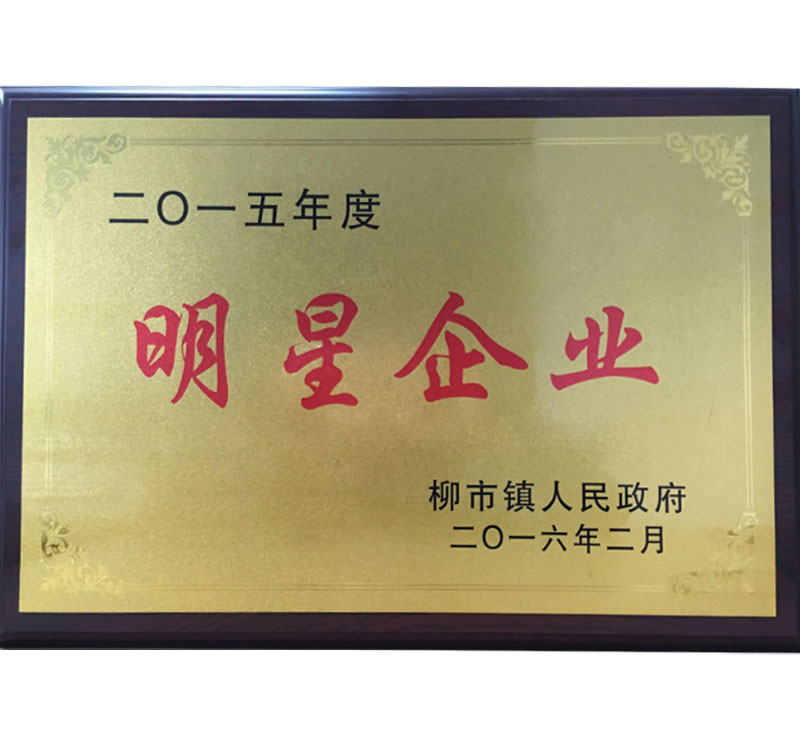 二〇一五年度
明星企业
柳市镇人民政府
二〇一六年二月